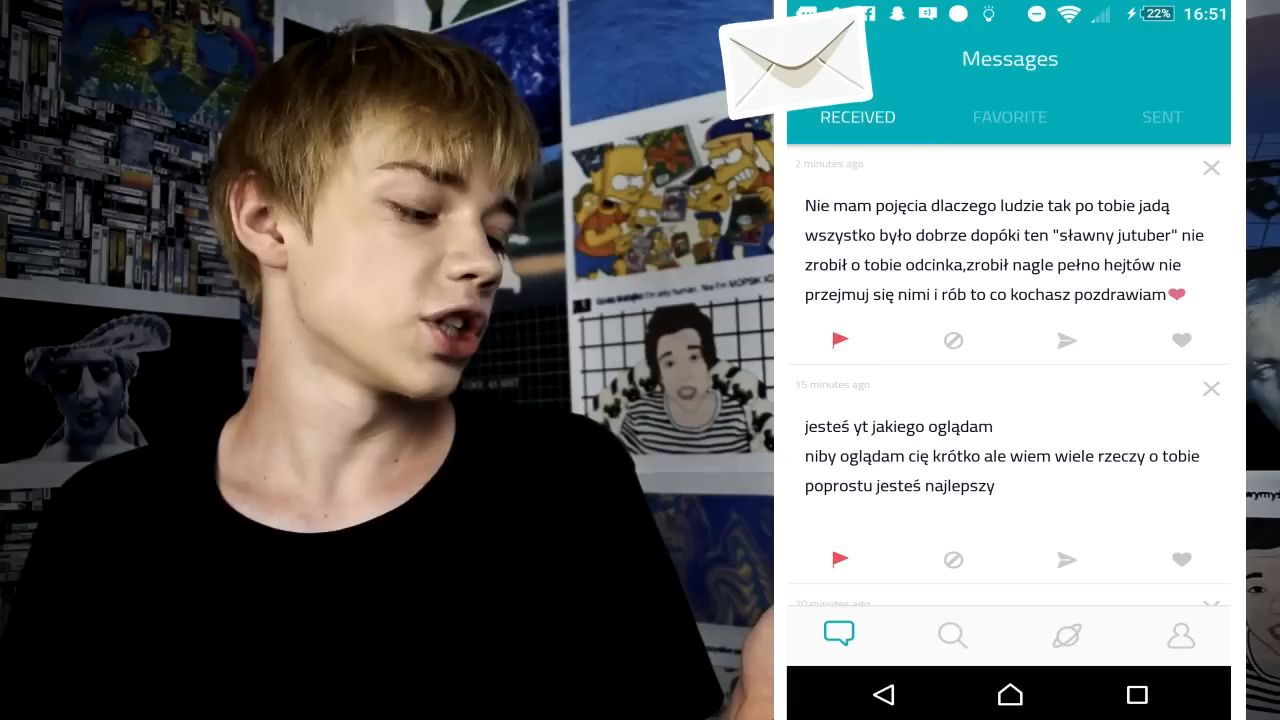 22% 16:51
Messages
RECEIVED FAVORITE SENT
2 minutes ago
Nie mam pojęcia dlaczego ludzie tak po tobie jadą
wszystko było dobrze dopóki ten "sławny jutuber" nie
zrobił o tobie odcinka,zrobił nagle pełno hejtów nie
przejmuj się nimi i rób to co kochasz pozdrawiam❤
15 minutes ago
jesteś yt jakiego oglądam
niby oglądam cię krótko ale wiem wiele rzeczy o tobie
poprostu jesteś najlepszy